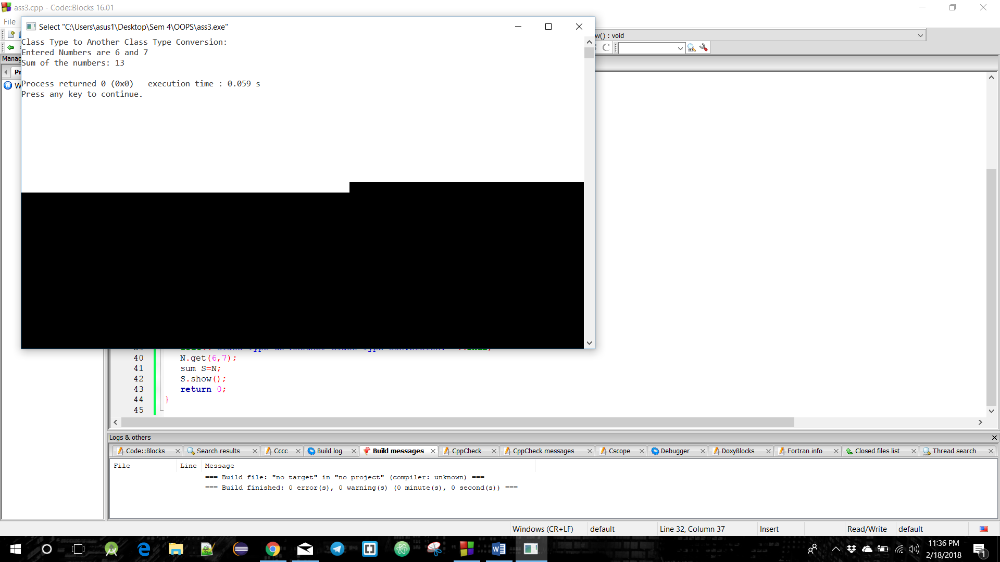 ass3.cpp - Code::Blocks 16.01
File
Select "C:\Users\asus1\Desktop\Sem 4\OOPS\ass3.exe"
Class Type to Another Class Type Conversion:
Entered Numbers are 6 and 7
Sum of the numbers: 13
Process returned 0 (0x0)   execution time : 0.059 s
Press any key to continue.
w() : void
Manag
Pr
W
40 N.get(6,7);
41 sum S=N;
42 S.show();
43 return 0;
44 }
45
Logs & others
Code::Blocks Search results Cccc Build log Build messages CppCheck CppCheck messages Cscope Debugger DoxyBlocks Fortran info Closed files list Thread search
File Line Message
=== Build file: "no target" in "no project" (compiler: unknown) ===
=== Build finished: 0 error(s), 0 warning(s) (0 minute(s), 0 second(s)) ===
Windows (CR+LF) default Line 32, Column 37 Insert Read/Write default
11:36 PM
2/18/2018
1